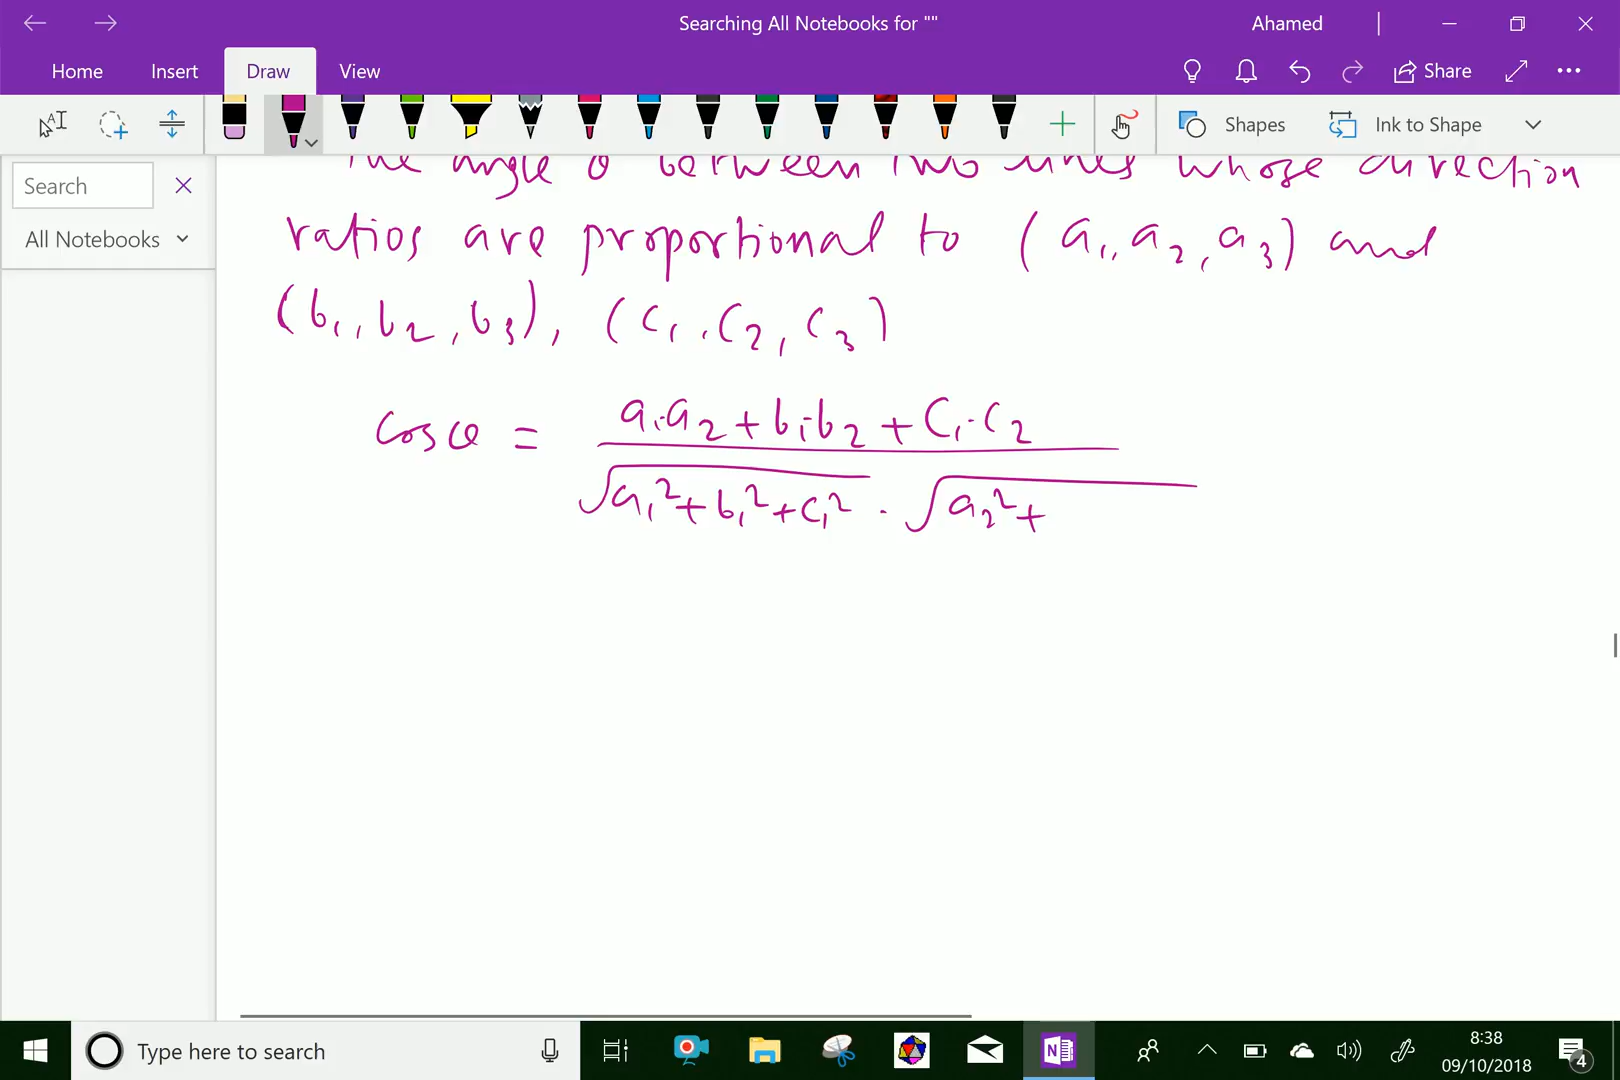 Searching All Notebooks for ""
Ahamed
Home Insert Draw View
Share
Shapes
Ink to Shape
Search
All Notebooks
The angle θ between two lines whose direction
ratios are proportional to (a₁, a₂, a₃) and
(b₁, b₂, b₃), (c₁, c₂, c₃)
cos θ = (a₁·a₂ + b₁·b₂ + c₁·c₂) / (√(a₁² + b₁² + c₁²) · √(a₂² +
Type here to search
8:38
09/10/2018
4